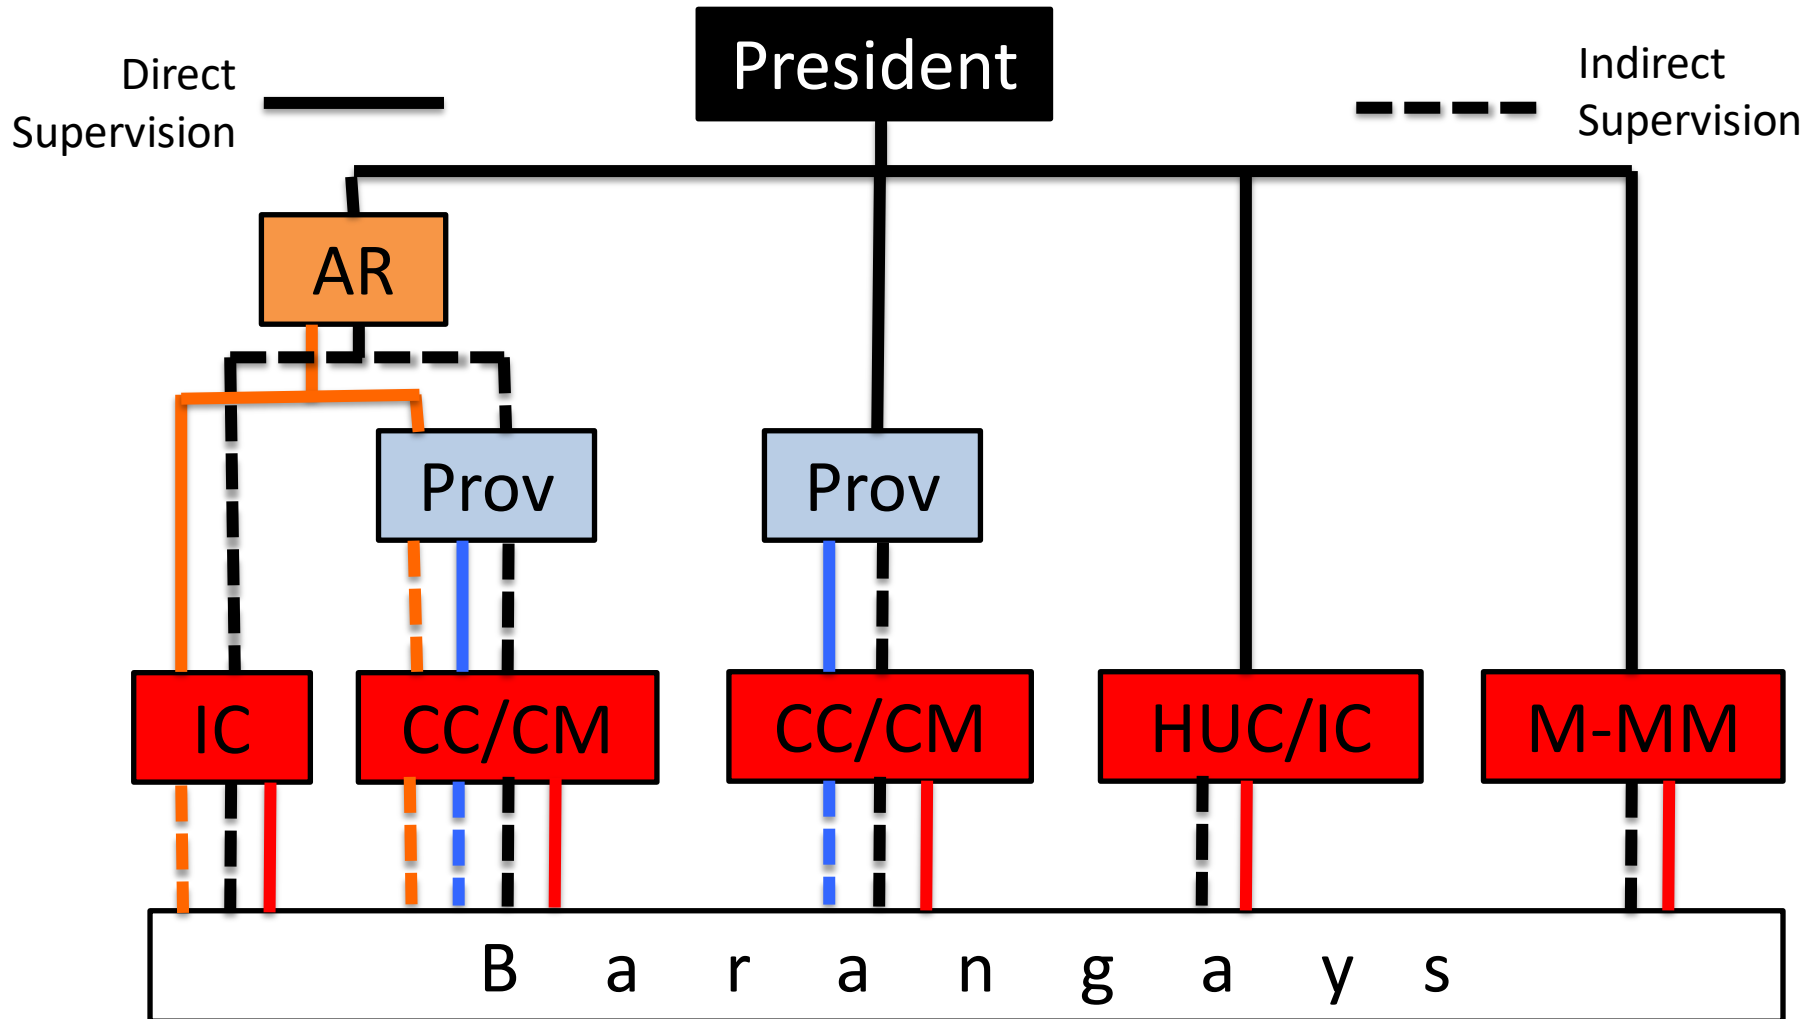 President
Direct
Supervision
Indirect
Supervision
AR
Prov
Prov
IC
CC/CM
CC/CM
HUC/IC
M-MM
B a r a n g a y s